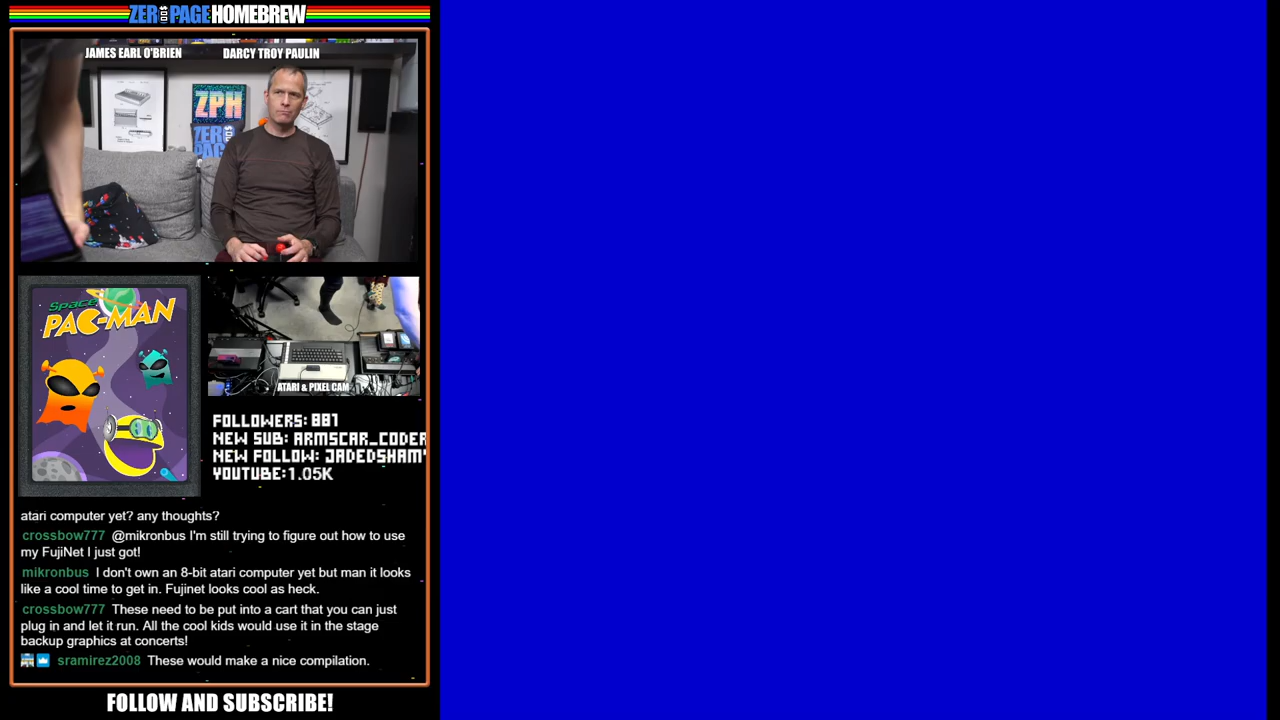 ZER PAGE HOMEBREW
JAMES EARL O'BRIEN DARCY TROY PAULIN
ZPH
ZERO
PAGE
Space
PAC-MAN
ATARI & PIXEL CAM
FOLLOWERS: 881
NEW SUB: ARMSCAR_CODER
NEW FOLLOW: JADEDSHAM
YOUTUBE:1.05K
atari computer yet? any thoughts?
crossbow777 @mikronbus I'm still trying to figure out how to use
my FujiNet I just got!
mikronbus I don't own an 8-bit atari computer yet but man it looks
like a cool time to get in. Fujinet looks cool as heck.
crossbow777 These need to be put into a cart that you can just
plug in and let it run. All the cool kids would use it in the stage
backup graphics at concerts!
sramirez2008 These would make a nice compilation.
FOLLOW AND SUBSCRIBE!